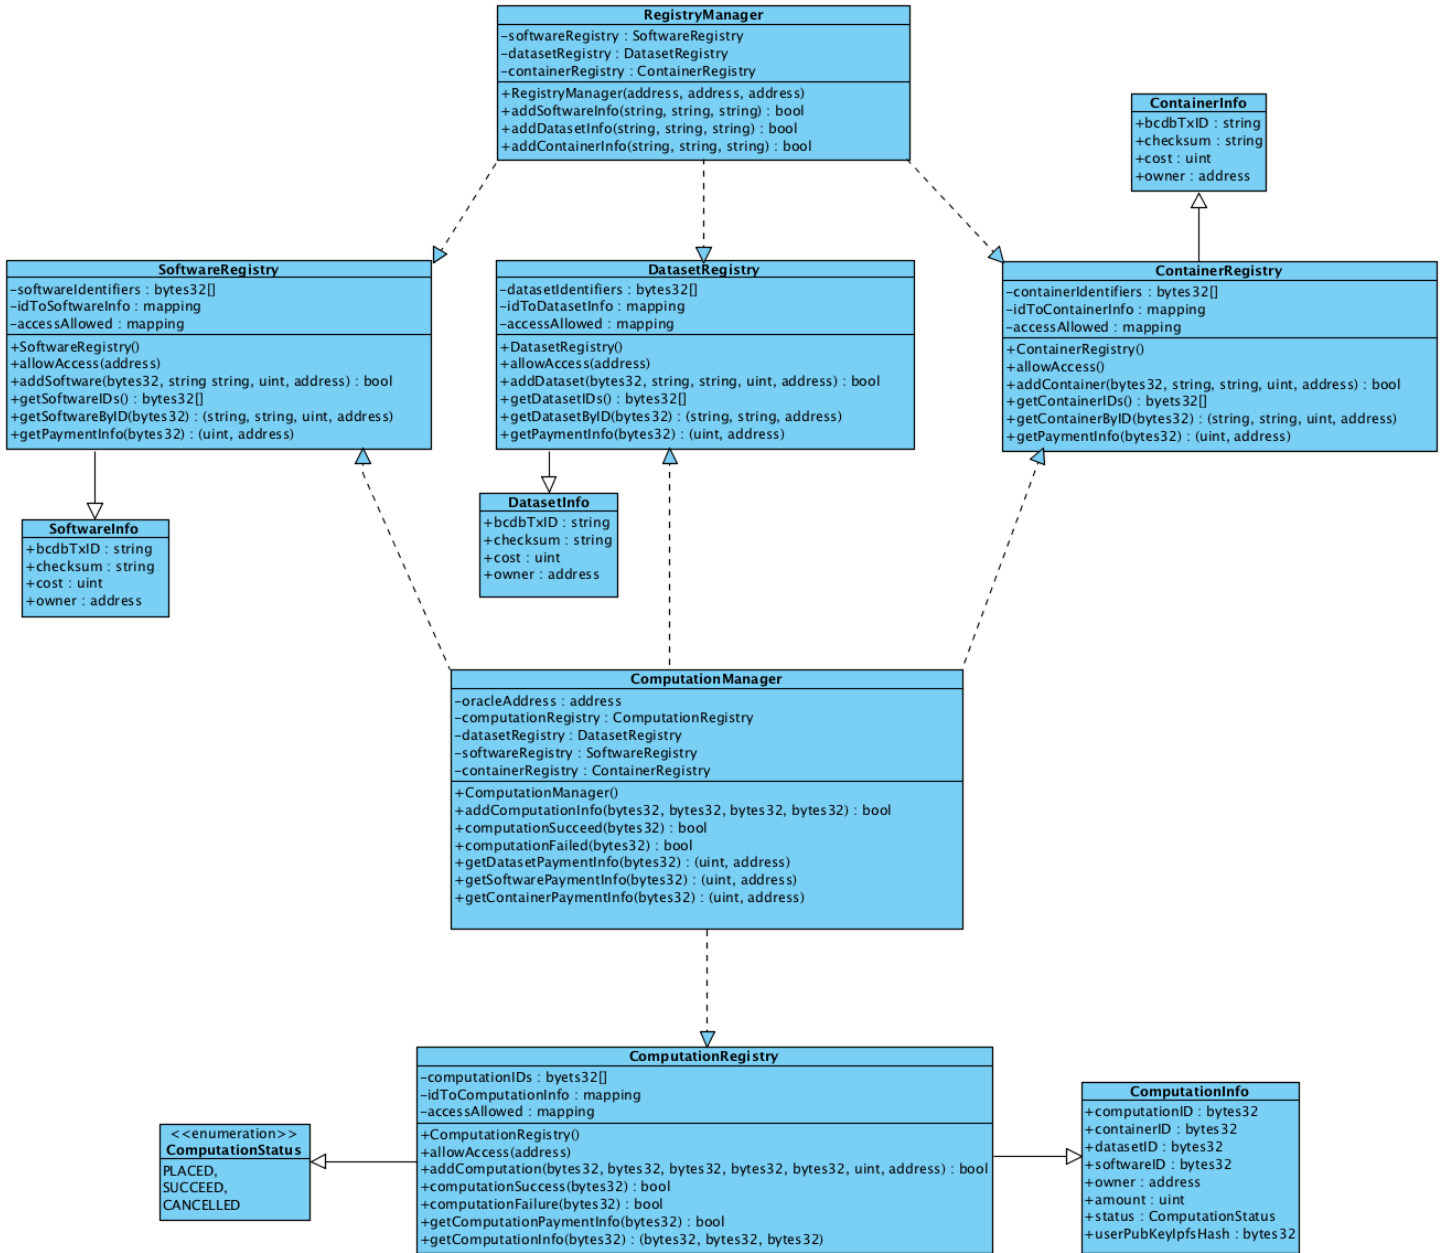 RegistryManager
-softwareRegistry : SoftwareRegistry
-datasetRegistry : DatasetRegistry
-containerRegistry : ContainerRegistry
+RegistryManager(address, address, address)
+addSoftwareInfo(string, string, string) : bool
+addDatasetInfo(string, string, string) : bool
+addContainerInfo(string, string, string) : bool
ContainerInfo
+bcdbTxID : string
+checksum : string
+cost : uint
+owner : address
SoftwareRegistry
-softwareIdentifiers : bytes32[]
-idToSoftwareInfo : mapping
-accessAllowed : mapping
+SoftwareRegistry()
+allowAccess(address)
+addSoftware(bytes32, string string, uint, address) : bool
+getSoftwareIDs() : bytes32[]
+getSoftwareByID(bytes32) : (string, string, uint, address)
+getPaymentInfo(bytes32) : (uint, address)
DatasetRegistry
-datasetIdentifiers : bytes32[]
-idToDatasetInfo : mapping
-accessAllowed : mapping
+DatasetRegistry()
+allowAccess(address)
+addDataset(bytes32, string, string, uint, address) : bool
+getDatasetIDs() : bytes32[]
+getDatasetByID(bytes32) : (string, string, address)
+getPaymentInfo(bytes32) : (uint, address)
ContainerRegistry
-containerIdentifiers : bytes32[]
-idToContainerInfo : mapping
-accessAllowed : mapping
+ContainerRegistry()
+allowAccess()
+addContainer(bytes32, string, string, uint, address) : bool
+getContainerIDs() : byets32[]
+getContainerByID(bytes32) : (string, string, uint, address)
+getPaymentInfo(bytes32) : (uint, address)
SoftwareInfo
+bcdbTxID : string
+checksum : string
+cost : uint
+owner : address
DatasetInfo
+bcdbTxID : string
+checksum : string
+cost : uint
+owner : address
ComputationManager
-oracleAddress : address
-computationRegistry : ComputationRegistry
-datasetRegistry : DatasetRegistry
-softwareRegistry : SoftwareRegistry
-containerRegistry : ContainerRegistry
+ComputationManager()
+addComputationInfo(bytes32, bytes32, bytes32, bytes32) : bool
+computationSucceed(bytes32) : bool
+computationFailed(bytes32) : bool
+getDatasetPaymentInfo(bytes32) : (uint, address)
+getSoftwarePaymentInfo(bytes32) : (uint, address)
+getContainerPaymentInfo(bytes32) : (uint, address)
ComputationRegistry
-computationIDs : byets32[]
-idToComputationInfo : mapping
-accessAllowed : mapping
+ComputationRegistry()
+allowAccess(address)
+addComputation(bytes32, bytes32, bytes32, bytes32, bytes32, uint, address) : bool
+computationSuccess(bytes32) : bool
+computationFailure(bytes32) : bool
+getComputationPaymentInfo(bytes32) : bool
+getComputationInfo(bytes32) : (bytes32, bytes32, bytes32)
<<enumeration>>
ComputationStatus
PLACED,
SUCCEED,
CANCELLED
ComputationInfo
+computationID : bytes32
+containerID : bytes32
+datasetID : bytes32
+softwareID : bytes32
+owner : address
+amount : uint
+status : ComputationStatus
+userPubKeyIpfsHash : bytes32